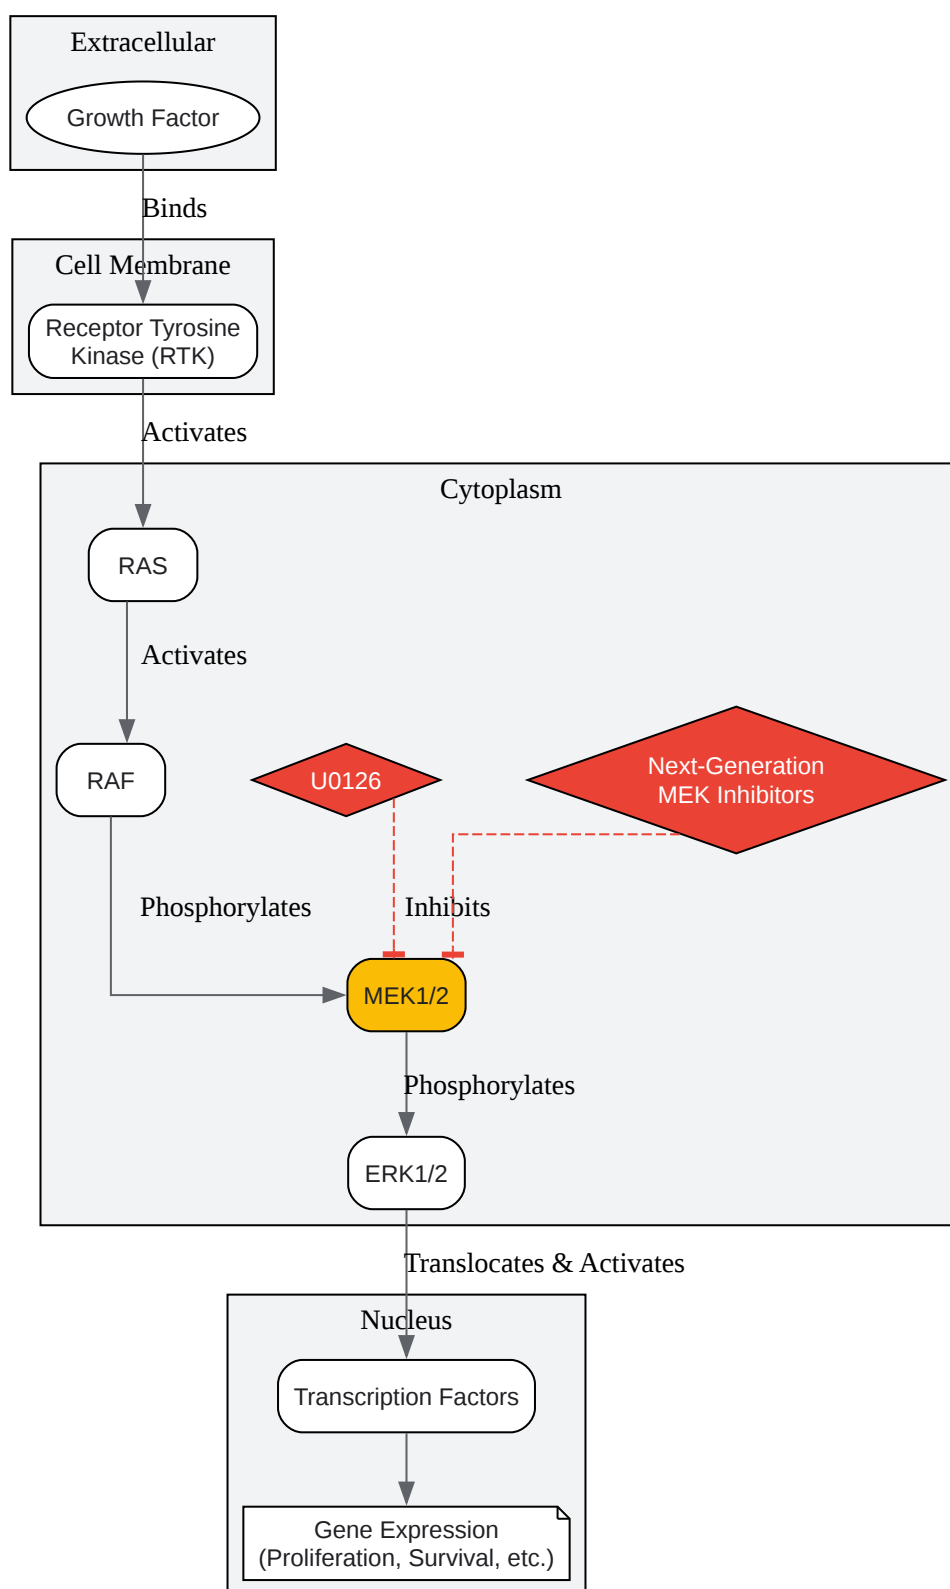 Extracellular
Growth Factor
Binds
Cell Membrane
Receptor Tyrosine
Kinase (RTK)
Activates
Cytoplasm
RAS
Activates
RAF
U0126
Next-Generation
MEK Inhibitors
Phosphorylates
Inhibits
MEK1/2
Phosphorylates
ERK1/2
Translocates & Activates
Nucleus
Transcription Factors
Gene Expression
(Proliferation, Survival, etc.)